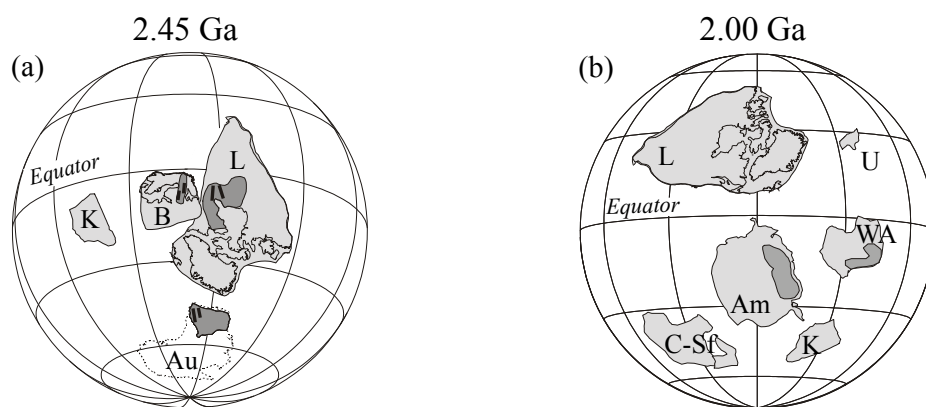 2.45 Ga
(a)
Equator
K
B
L
Au
2.00 Ga
(b)
L
U
Equator
WA
Am
C-Sf
K